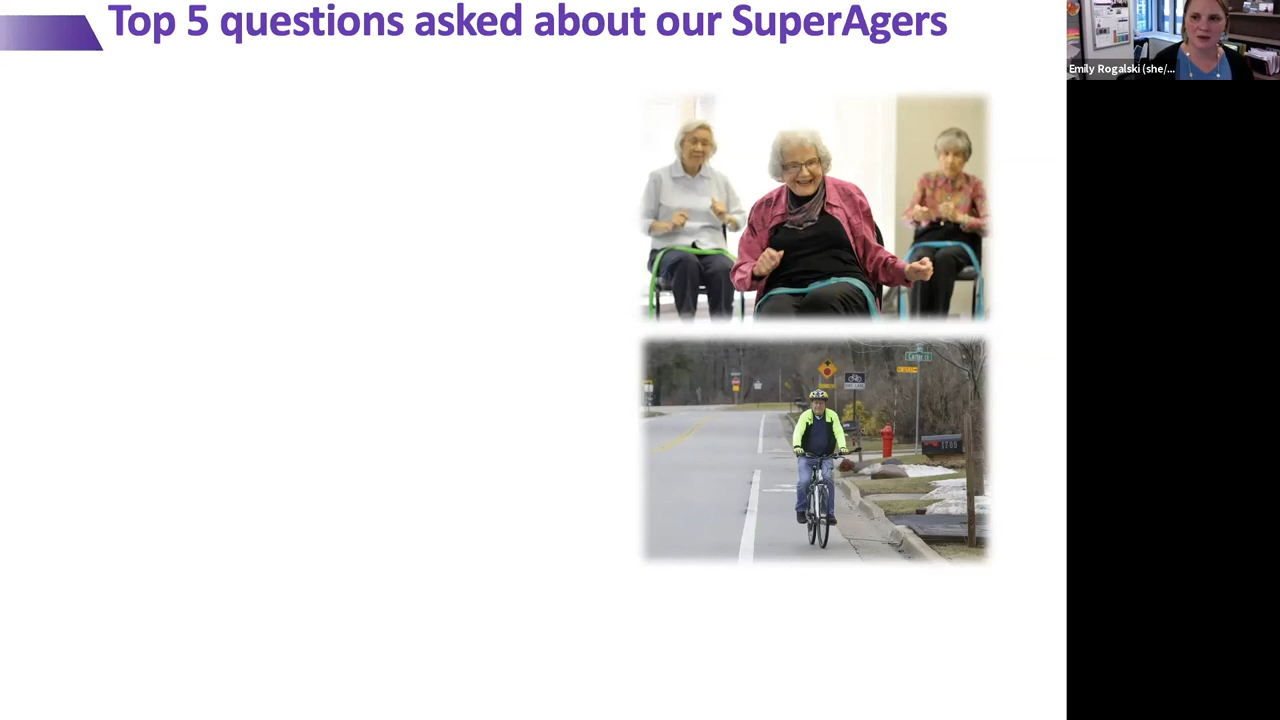 Top 5 questions asked about our SuperAgers
Emily Rogalski (she/...